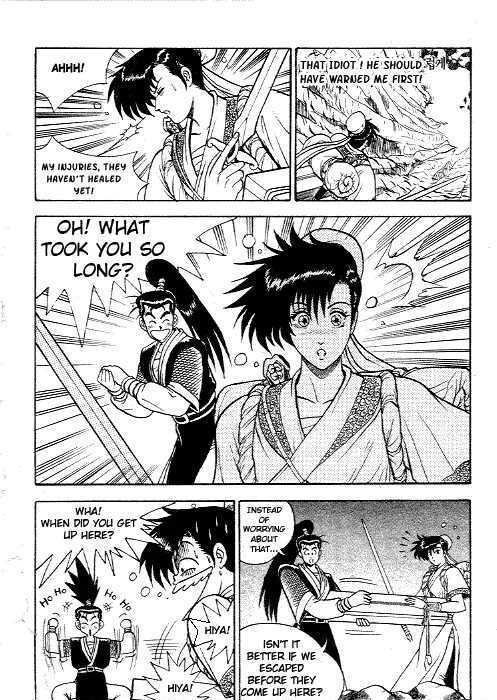 AHHH!
MY INJURIES, THEY
HAVEN'T HEALED
YET!
THAT IDIOT! HE SHOULD
HAVE WARNED ME FIRST!
OH! WHAT
TOOK YOU SO
LONG?
WHA!
WHEN DID YOU GET
UP HERE?
HO HO
HO HO
HIYA!
HIYA!
INSTEAD
OF
WORRYING
ABOUT
THAT...
ISN'T IT
BETTER IF WE
ESCAPED
BEFORE THEY
COME UP HERE?